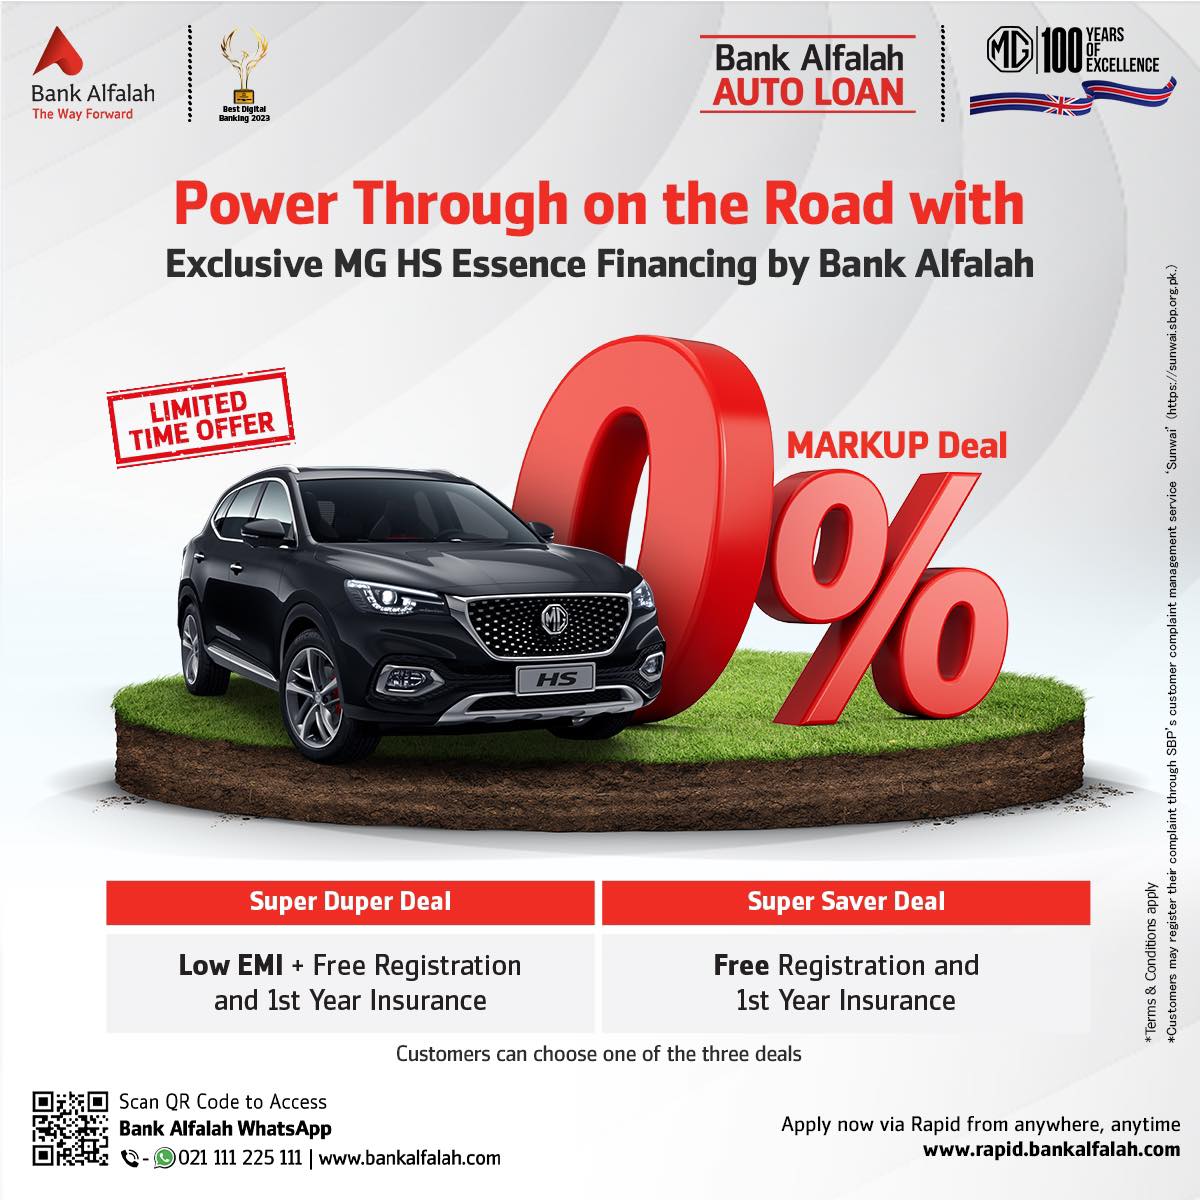 Bank Alfalah
The Way Forward
Best Digital
Banking 2023
Bank Alfalah
AUTO LOAN
MG
100
YEARS
OF
EXCELLENCE
Power Through on the Road with
Exclusive MG HS Essence Financing by Bank Alfalah
LIMITED
TIME OFFER
0%
MARKUP Deal
MG
HS
Super Duper Deal
Low EMI + Free Registration
and 1st Year Insurance
Super Saver Deal
Free Registration and
1st Year Insurance
Customers can choose one of the three deals
*Terms & Conditions apply
*Customers may register their complaint through SBP's customer complaint management service 'Sunwai' (https://sunwai.sbp.org.pk.)
Scan QR Code to Access
Bank Alfalah WhatsApp
- 021 111 225 111 | www.bankalfalah.com
Apply now via Rapid from anywhere, anytime
www.rapid.bankalfalah.com